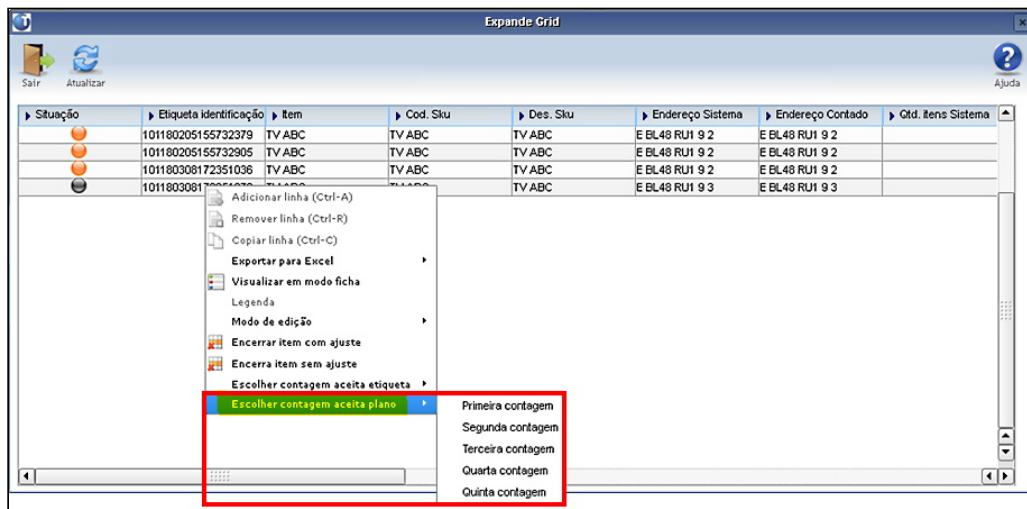 Expande Grid
Sair Atualizar Ajuda
Situação Etiqueta identificação Item Cod. Sku Des. Sku Endereço Sistema Endereço Contado Qtd. itens Sistema
101180205155732379 TV ABC TV ABC TV ABC E BL48 RU1 9 2 E BL48 RU1 9 2
101180205155732905 TV ABC TV ABC TV ABC E BL48 RU1 9 2 E BL48 RU1 9 2
101180308172351036 TV ABC TV ABC TV ABC E BL48 RU1 9 2 E BL48 RU1 9 2
TV ABC E BL48 RU1 9 3 E BL48 RU1 9 3
Adicionar linha (Ctrl-A)
Remover linha (Ctrl-R)
Copiar linha (Ctrl-C)
Exportar para Excel
Visualizar em modo ficha
Legenda
Modo de edição
Encerrar item com ajuste
Encerra item sem ajuste
Escolher contagem aceita etiqueta
Escolher contagem aceita plano
Primeira contagem
Segunda contagem
Terceira contagem
Quarta contagem
Quinta contagem